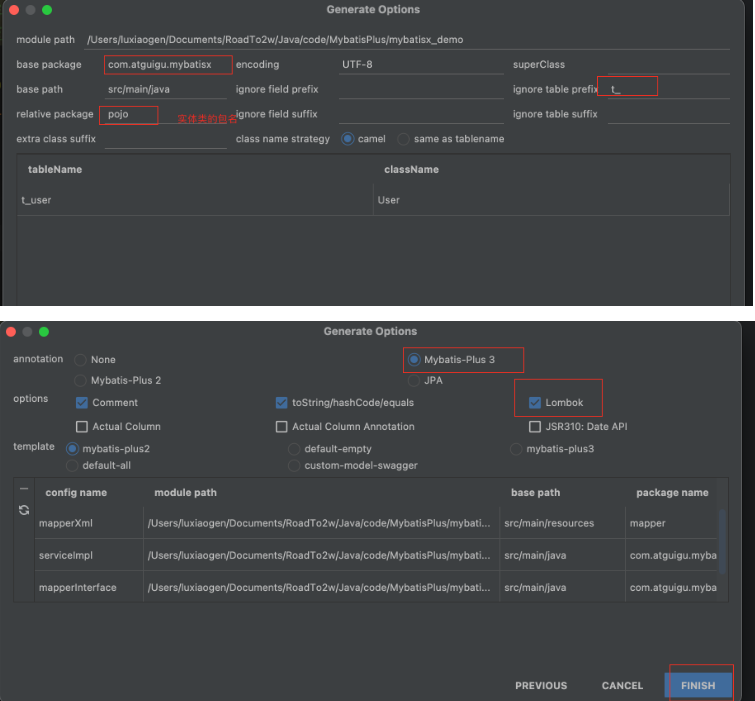 Generate Options
module path /Users/luxiaogen/Documents/RoadTo2w/Java/code/MybatisPlus/mybatisx_demo
base package com.atguigu.mybatisx encoding UTF-8 superClass
base path src/main/java ignore field prefix ignore table prefix t_
relative package pojo 实体类的包名 ignore field suffix ignore table suffix
extra class suffix class name strategy camel same as tablename
tableName className
t_user User
Generate Options
annotation None Mybatis-Plus 3
Mybatis-Plus 2 JPA
options Comment toString/hashCode/equals Lombok
Actual Column Actual Column Annotation JSR310: Date API
template mybatis-plus2 default-empty mybatis-plus3
default-all custom-model-swagger
config name module path base path package name
mapperXml /Users/luxiaogen/Documents/RoadTo2w/Java/code/MybatisPlus/mybati... src/main/resources mapper
serviceImpl /Users/luxiaogen/Documents/RoadTo2w/Java/code/MybatisPlus/mybati... src/main/java com.atguigu.myba
mapperInterface /Users/luxiaogen/Documents/RoadTo2w/Java/code/MybatisPlus/mybati... src/main/java com.atguigu.myba
PREVIOUS CANCEL FINISH